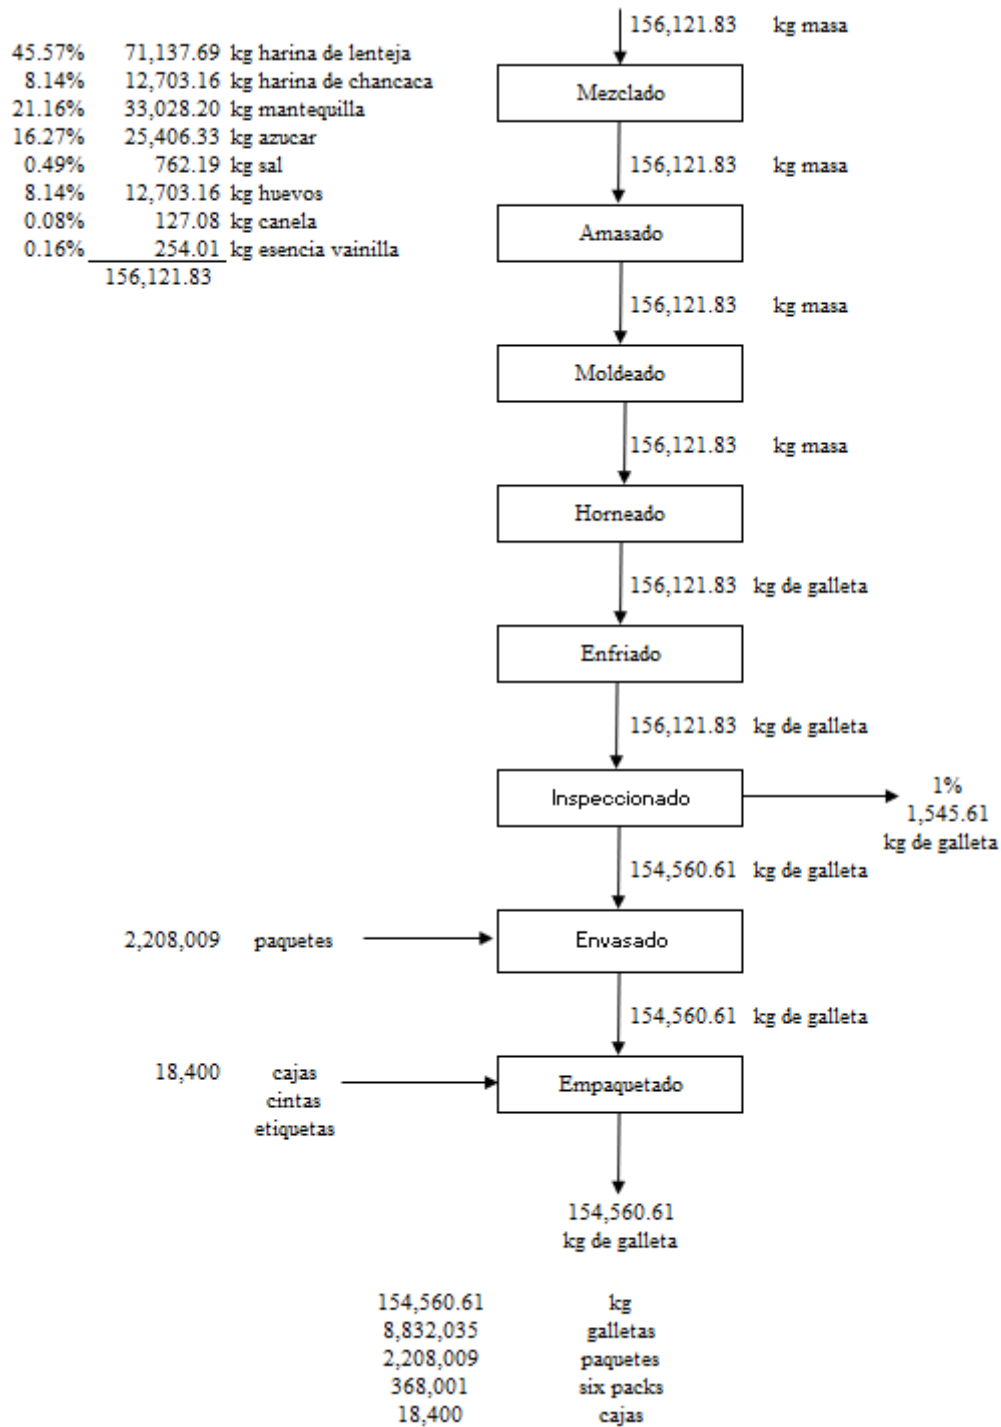 156,121.83 kg masa
45.57% 71,137.69 kg harina de lenteja
8.14% 12,703.16 kg harina de chancaca
21.16% 33,028.20 kg mantequilla
16.27% 25,406.33 kg azucar
0.49% 762.19 kg sal
8.14% 12,703.16 kg huevos
0.08% 127.08 kg canela
0.16% 254.01 kg esencia vainilla
156,121.83
Mezclado
156,121.83 kg masa
Amasado
156,121.83 kg masa
Moldeado
156,121.83 kg masa
Horneado
156,121.83 kg de galleta
Enfriado
156,121.83 kg de galleta
Inspeccionado
1%
1,545.61
kg de galleta
154,560.61 kg de galleta
2,208,009 paquetes
Envasado
154,560.61 kg de galleta
18,400 cajas
cintas
etiquetas
Empaquetado
154,560.61
kg de galleta
154,560.61 kg
8,832,035 galletas
2,208,009 paquetes
368,001 six packs
18,400 cajas